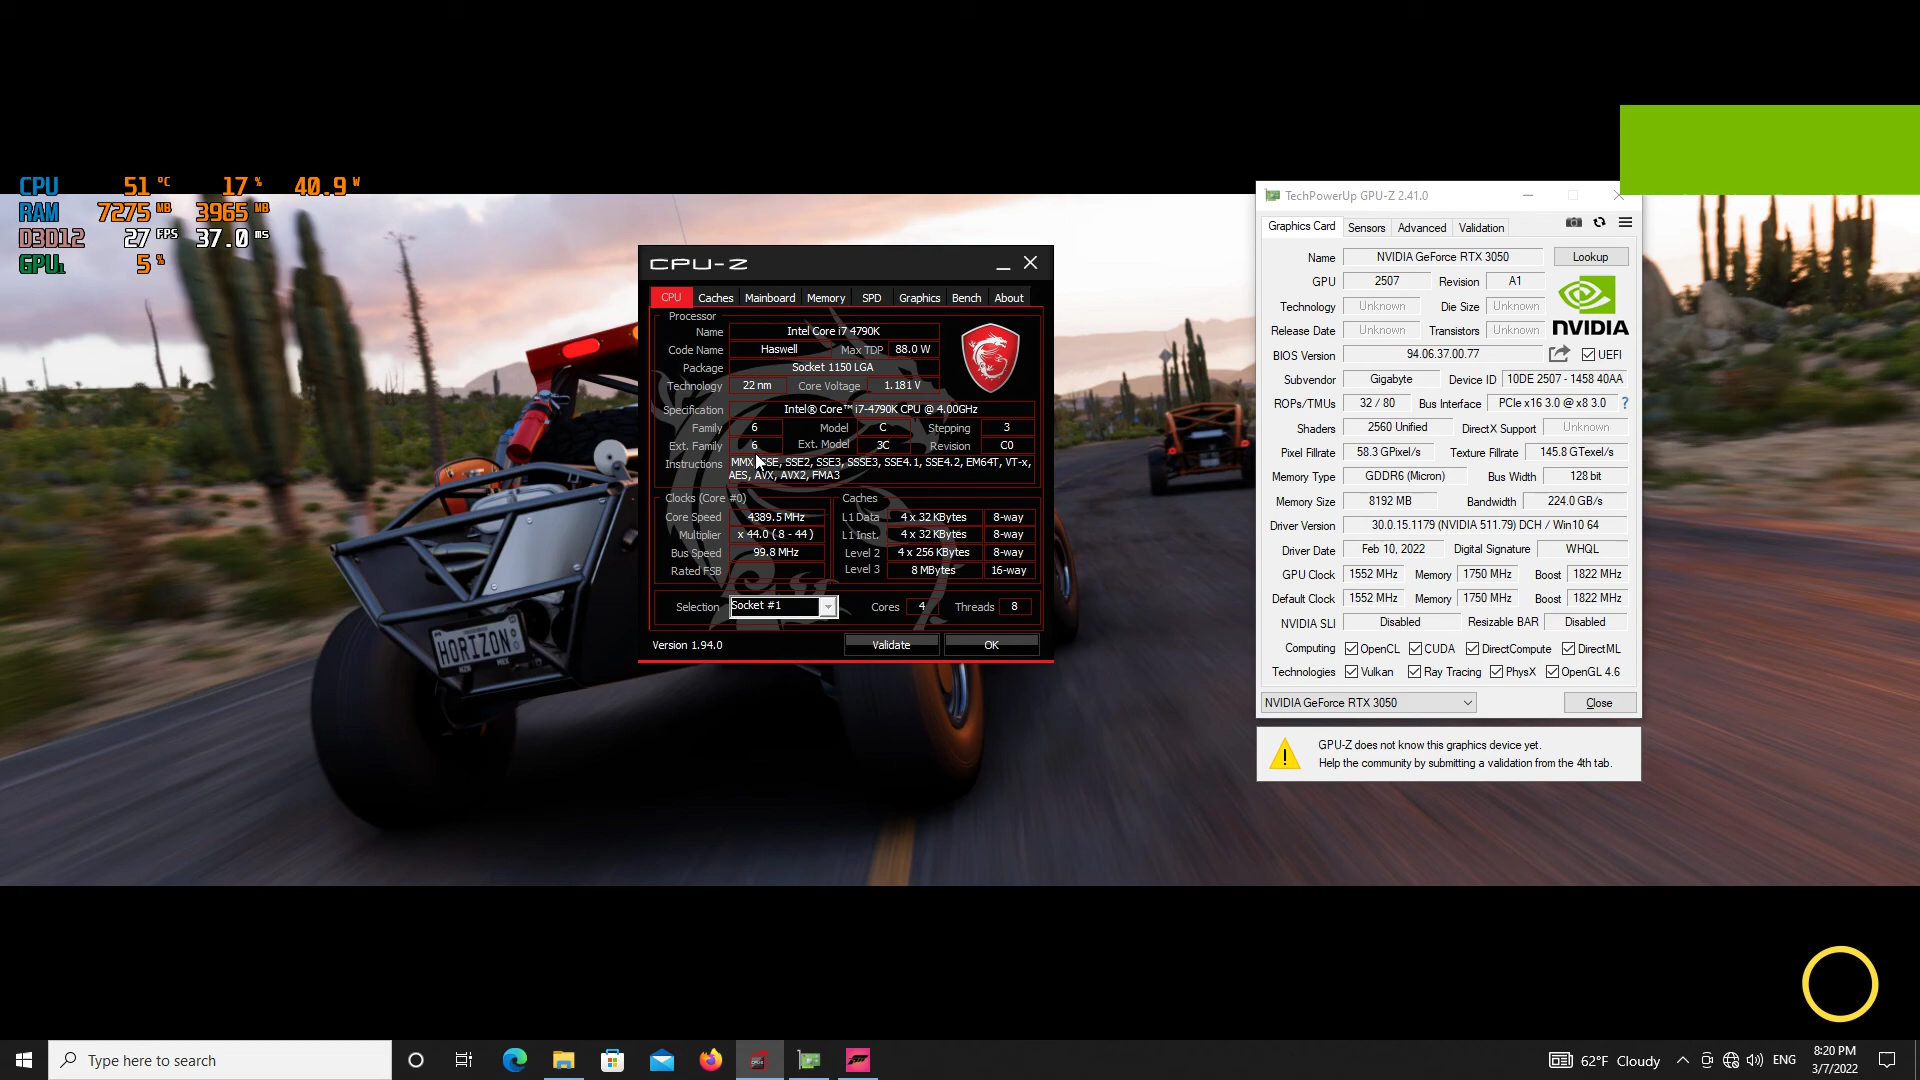 CPU 51 °C 17 % 40.9 W
RAM 7275 MB 3965 MB
D3D12 27 FPS 37.0 ms
GPU1 5 %
HORIZON
CPU-Z
CPU Caches Mainboard Memory SPD Graphics Bench About
Processor
Name Intel Core i7 4790K
Code Name Haswell Max TDP 88.0 W
Package Socket 1150 LGA
Technology 22 nm Core Voltage 1.181 V
Specification Intel® Core™ i7-4790K CPU @ 4.00GHz
Family 6 Model C Stepping 3
Ext. Family 6 Ext. Model 3C Revision C0
Instructions MMX, SSE, SSE2, SSE3, SSSE3, SSE4.1, SSE4.2, EM64T, VT-x,
AES, AVX, AVX2, FMA3
Clocks (Core #0) Caches
Core Speed 4389.5 MHz L1 Data 4 x 32 KBytes 8-way
Multiplier x 44.0 ( 8 - 44 ) L1 Inst. 4 x 32 KBytes 8-way
Bus Speed 99.8 MHz Level 2 4 x 256 KBytes 8-way
Rated FSB Level 3 8 MBytes 16-way
Selection Socket #1 Cores 4 Threads 8
Version 1.94.0 Validate OK
TechPowerUp GPU-Z 2.41.0
Graphics Card Sensors Advanced Validation
Name NVIDIA GeForce RTX 3050 Lookup
GPU 2507 Revision A1
Technology Unknown Die Size Unknown
Release Date Unknown Transistors Unknown
NVIDIA
BIOS Version 94.06.37.00.77 UEFI
Subvendor Gigabyte Device ID 10DE 2507 - 1458 40AA
ROPs/TMUs 32 / 80 Bus Interface PCIe x16 3.0 @ x8 3.0 ?
Shaders 2560 Unified DirectX Support Unknown
Pixel Fillrate 58.3 GPixel/s Texture Fillrate 145.8 GTexel/s
Memory Type GDDR6 (Micron) Bus Width 128 bit
Memory Size 8192 MB Bandwidth 224.0 GB/s
Driver Version 30.0.15.1179 (NVIDIA 511.79) DCH / Win10 64
Driver Date Feb 10, 2022 Digital Signature WHQL
GPU Clock 1552 MHz Memory 1750 MHz Boost 1822 MHz
Default Clock 1552 MHz Memory 1750 MHz Boost 1822 MHz
NVIDIA SLI Disabled Resizable BAR Disabled
Computing OpenCL CUDA DirectCompute DirectML
Technologies Vulkan Ray Tracing PhysX OpenGL 4.6
NVIDIA GeForce RTX 3050 Close
GPU-Z does not know this graphics device yet.
Help the community by submitting a validation from the 4th tab.
Type here to search
62°F Cloudy ENG 8:20 PM
3/7/2022